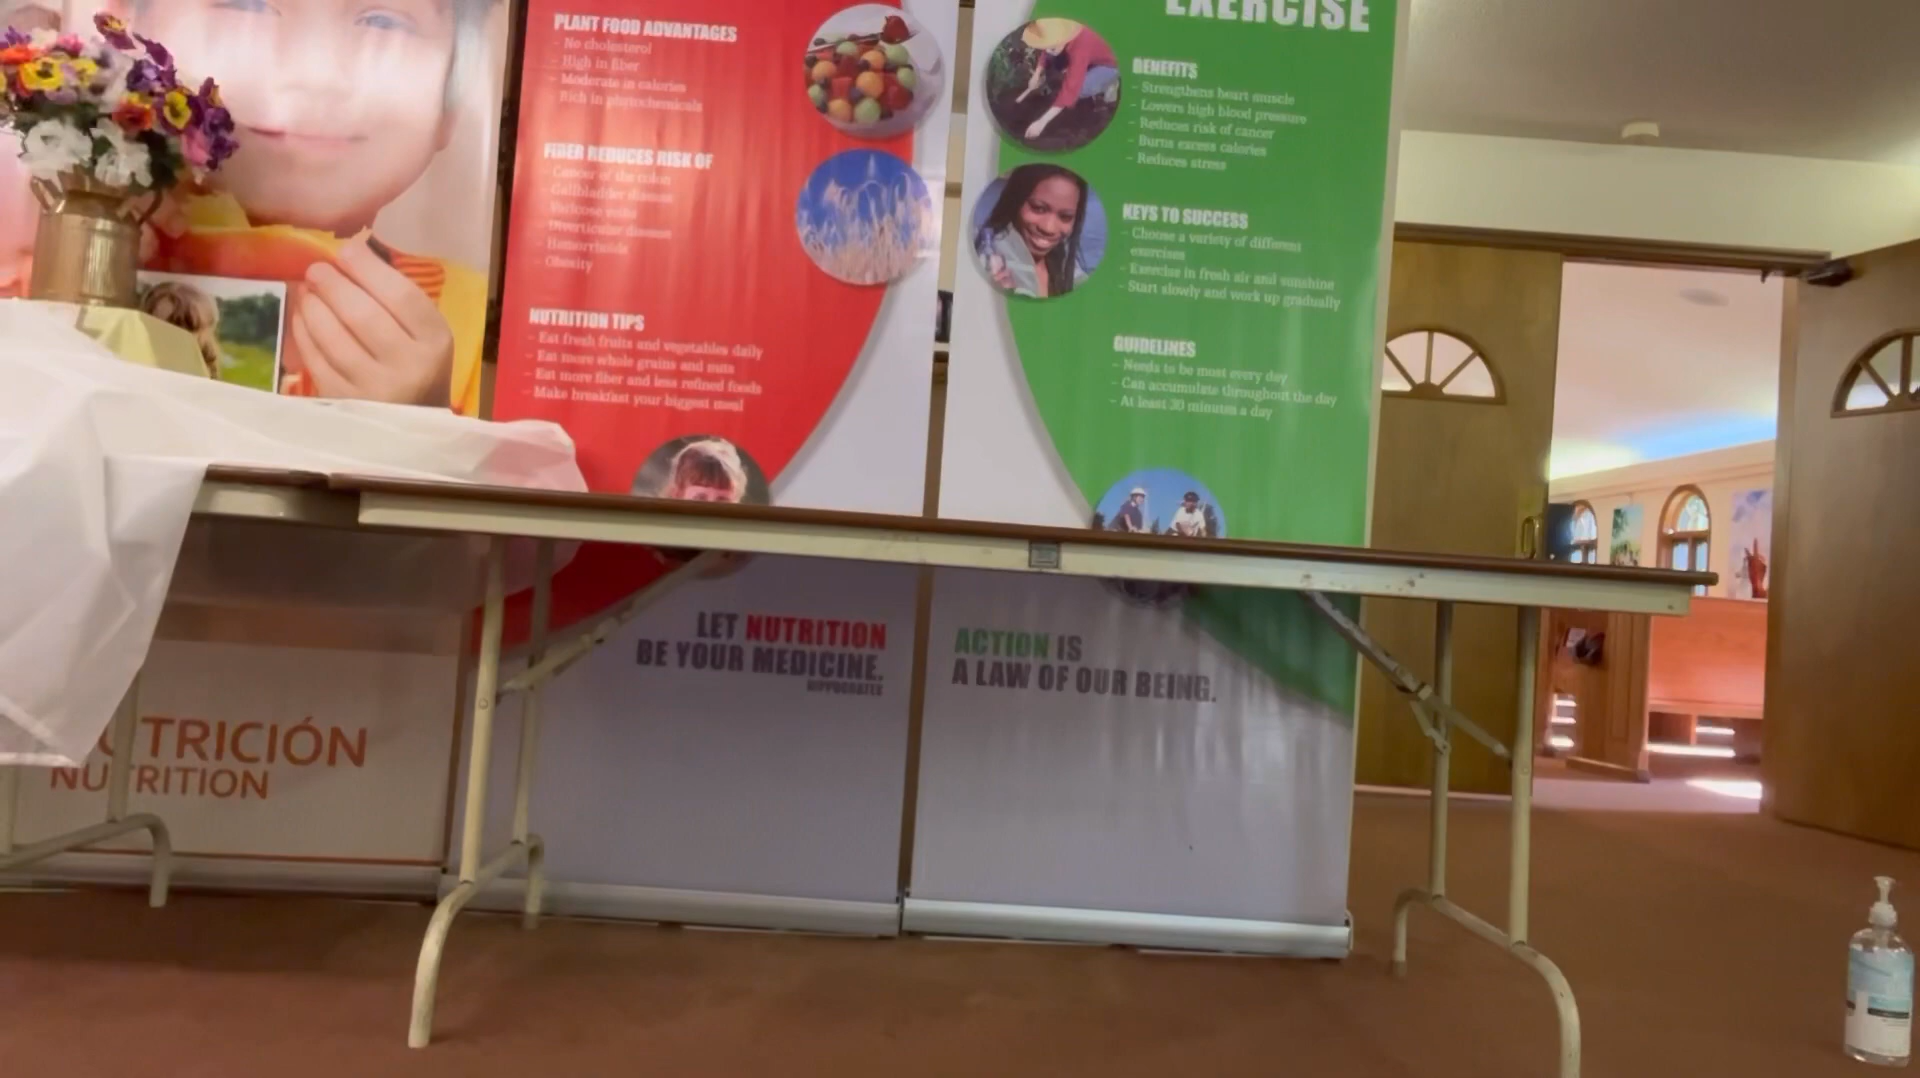 PLANT FOOD ADVANTAGES
- No cholesterol
- High in fiber
- Moderate in calories
- Rich in phytochemicals
FIBER REDUCES RISK OF
- Cancer of the colon
- Gallbladder disease
- Varicose veins
- Diverticular disease
- Hemorrhoids
- Obesity
NUTRITION TIPS
- Eat fresh fruits and vegetables daily
- Eat more whole grains and nuts
- Eat more fiber and less refined foods
- Make breakfast your biggest meal
LET NUTRITION
BE YOUR MEDICINE.
HIPPOCRATES
EXERCISE
BENEFITS
- Strengthens heart muscle
- Lowers high blood pressure
- Reduces risk of cancer
- Burns excess calories
- Reduces stress
KEYS TO SUCCESS
- Choose a variety of different
exercises
- Exercise in fresh air and sunshine
- Start slowly and work up gradually
GUIDELINES
- Needs to be most every day
- Can accumulate throughout the day
- At least 30 minutes a day
ACTION IS
A LAW OF OUR BEING.
UTRICIÓN
NUTRITION